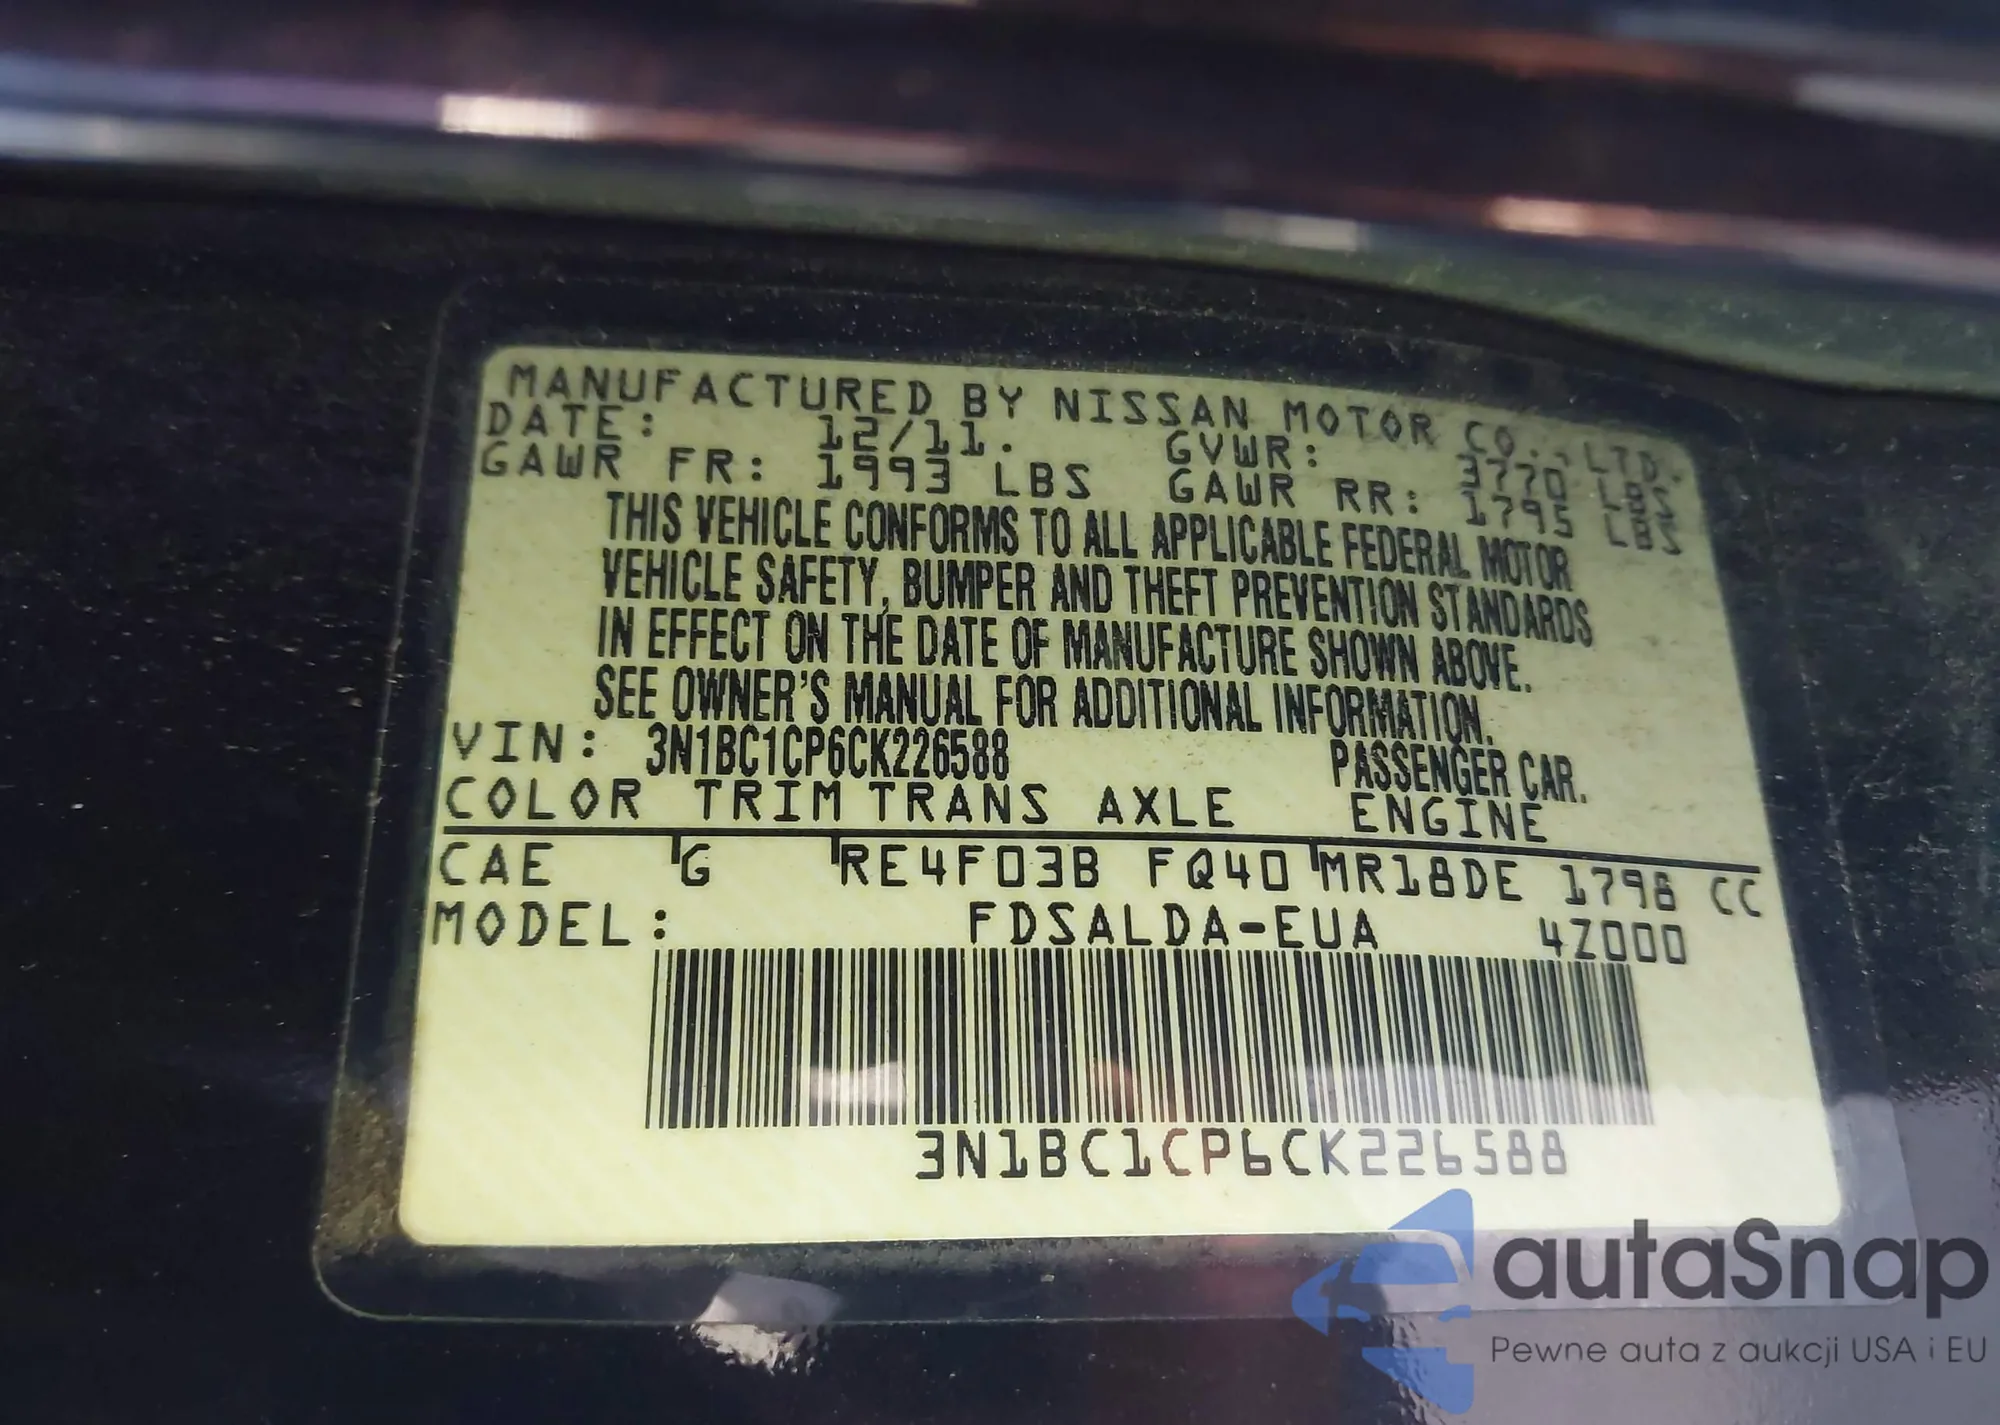 MANUFACTURED BY NISSAN MOTOR CO., LTD.
DATE: 12/11. GVWR: 3770 LBS
GAWR FR: 1993 LBS GAWR RR: 1795 LBS
THIS VEHICLE CONFORMS TO ALL APPLICABLE FEDERAL MOTOR
VEHICLE SAFETY, BUMPER AND THEFT PREVENTION STANDARDS
IN EFFECT ON THE DATE OF MANUFACTURE SHOWN ABOVE.
SEE OWNER'S MANUAL FOR ADDITIONAL INFORMATION.
VIN: 3N1BC1CP6CK226588 PASSENGER CAR.
COLOR TRIM TRANS AXLE ENGINE
CAE G RE4F03B FQ40 MR18DE 1798 CC
MODEL: FDSALDA-EUA 4Z000
3N1BC1CP6CK226588
autaSnap
Pewne auta z aukcji USA i EU